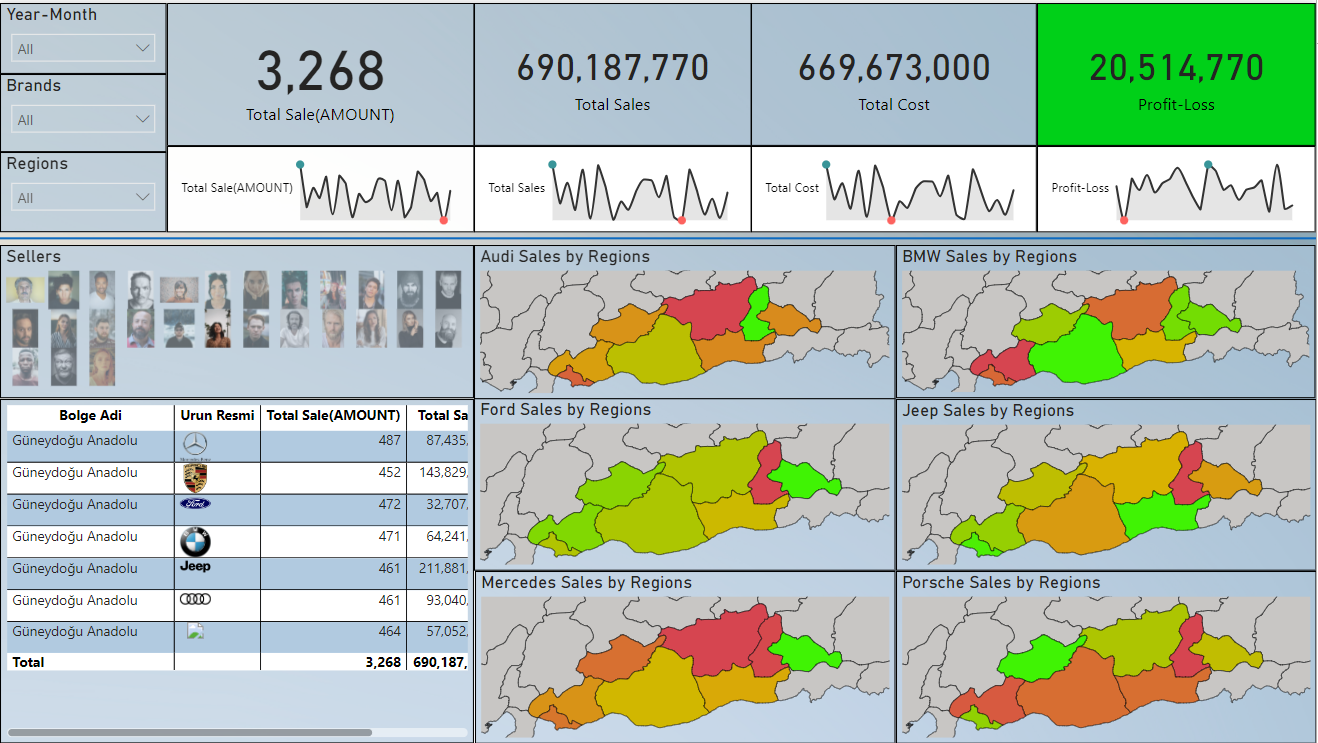 Year-Month
All
Brands
All
Regions
All
3,268
Total Sale(AMOUNT)
690,187,770
Total Sales
669,673,000
Total Cost
20,514,770
Profit-Loss
Total Sale(AMOUNT)
Total Sales
Total Cost
Profit-Loss
Sellers
Audi Sales by Regions
BMW Sales by Regions
Ford Sales by Regions
Jeep Sales by Regions
Mercedes Sales by Regions
Porsche Sales by Regions
Bolge Adi Urun Resmi Total Sale(AMOUNT) Total Sa
Güneydoğu Anadolu 487 87,435,
Güneydoğu Anadolu 452 143,829,
Güneydoğu Anadolu Ford 472 32,707,
Güneydoğu Anadolu BMW 471 64,241,
Güneydoğu Anadolu Jeep 461 211,881,
Güneydoğu Anadolu 461 93,040,
Güneydoğu Anadolu 464 57,052,
Total 3,268 690,187,